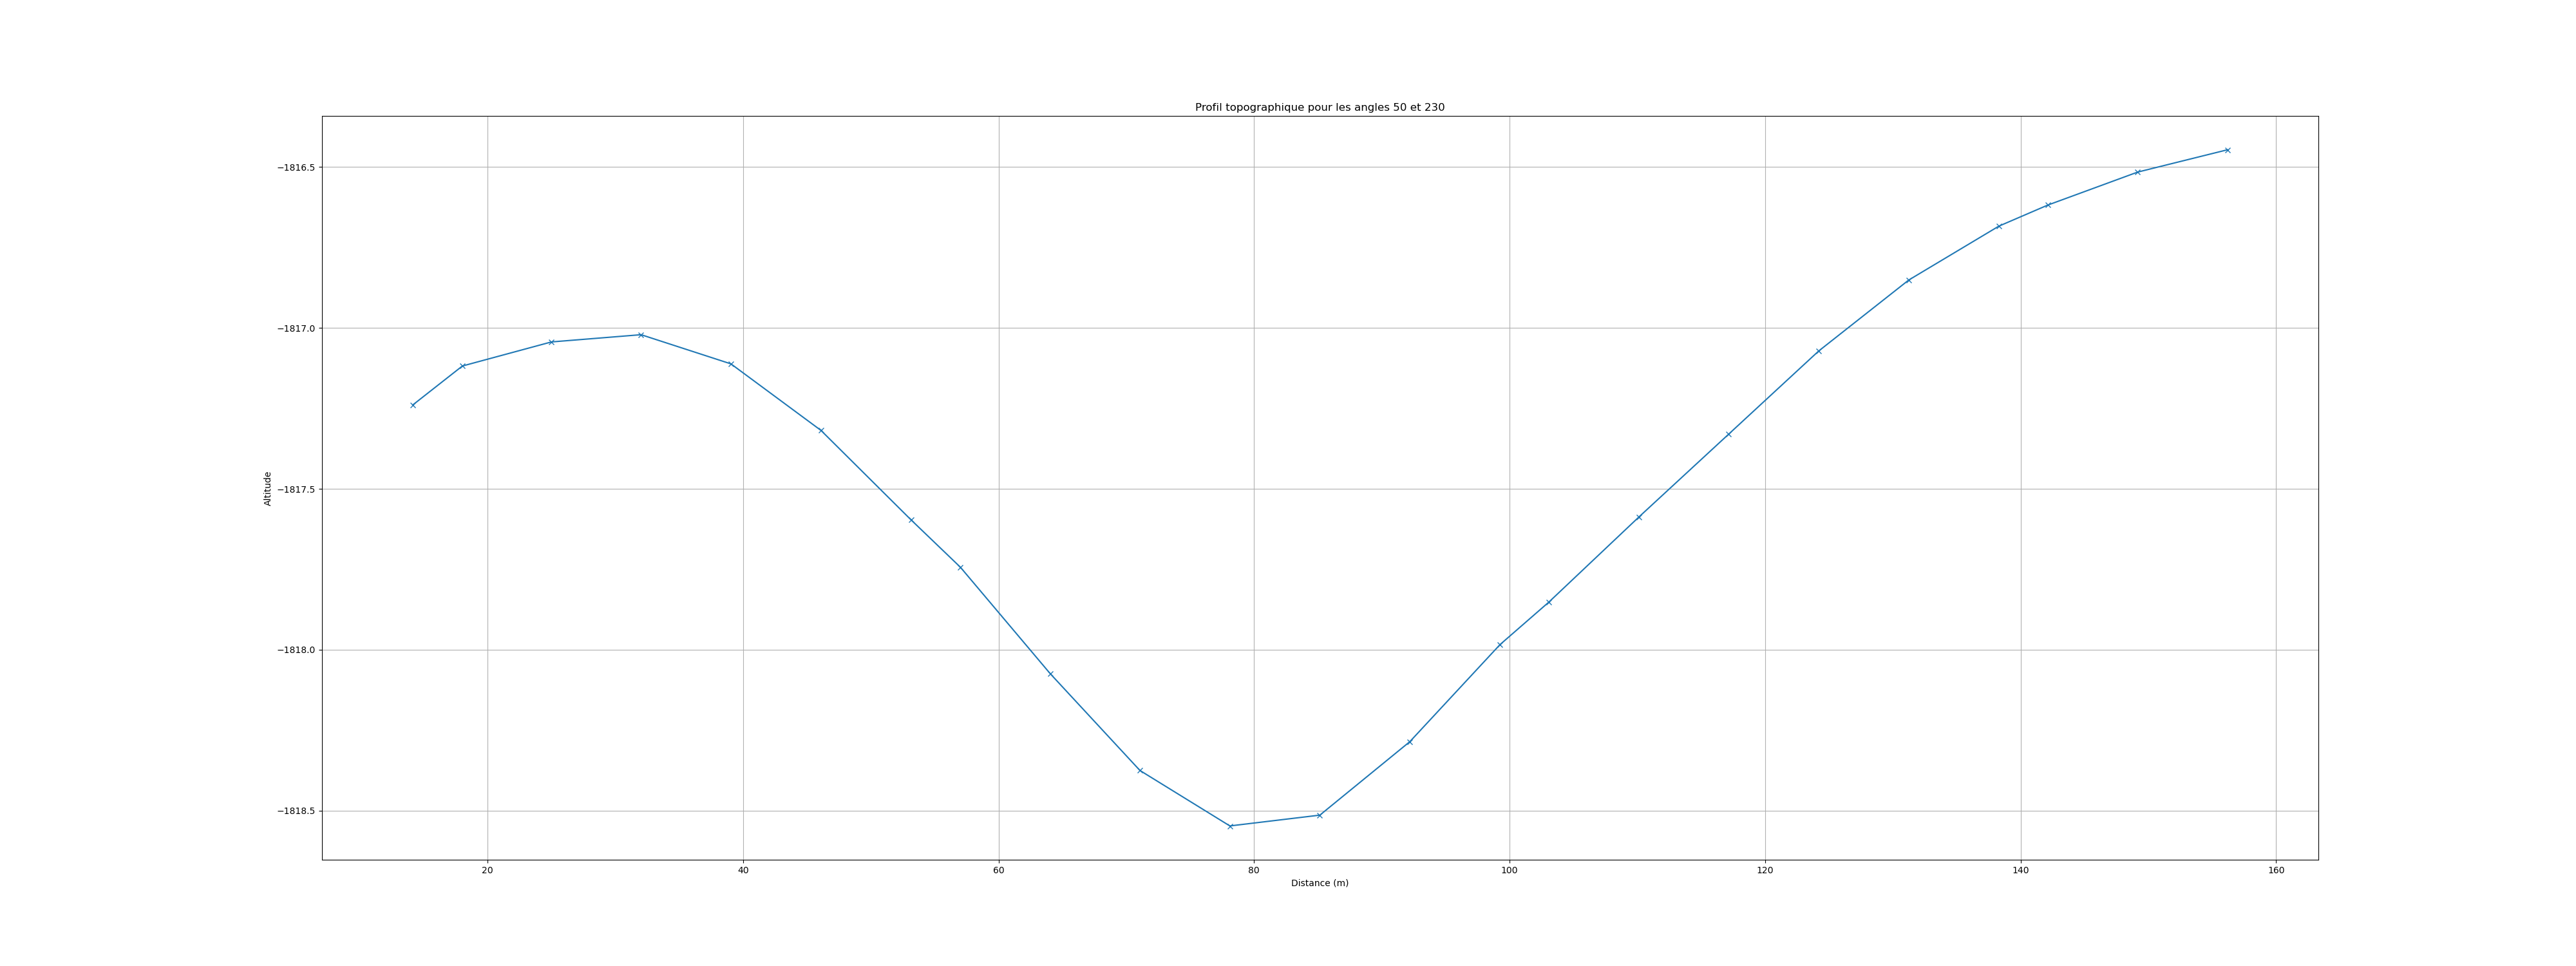 Profil topographique pour les angles 50 et 230
Altitude
−1816.5
−1817.0
−1817.5
−1818.0
−1818.5
20 40 60 80 100 120 140 160
Distance (m)